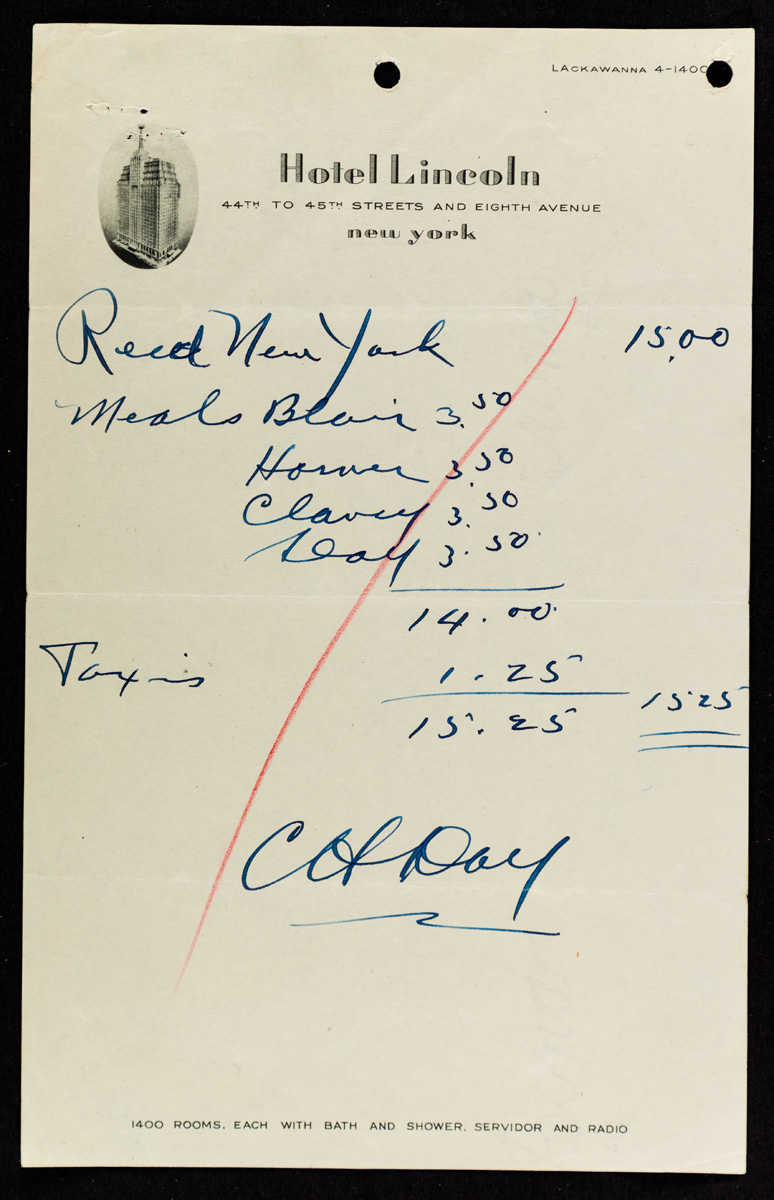 LACKAWANNA 4-1400
Hotel Lincoln
44TH TO 45TH STREETS AND EIGHTH AVENUE
new york
Recd New York 15.00
Meals Blair 3.50
Horner 3.50
Clavey 3.50
Day 3.50
14.00
Taxis 1.25
15.25 15 25
C H Day
1400 ROOMS, EACH WITH BATH AND SHOWER, SERVIDOR AND RADIO